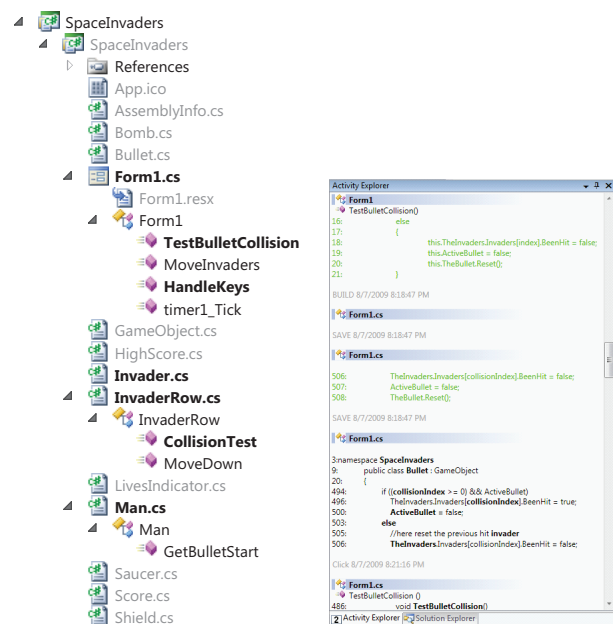 SpaceInvaders
SpaceInvaders
References
App.ico
AssemblyInfo.cs
Bomb.cs
Bullet.cs
Form1.cs
Form1.resx
Form1
TestBulletCollision
MoveInvaders
HandleKeys
timer1_Tick
GameObject.cs
HighScore.cs
Invader.cs
InvaderRow.cs
InvaderRow
CollisionTest
MoveDown
LivesIndicator.cs
Man.cs
Man
GetBulletStart
Saucer.cs
Score.cs
Shield.cs
Activity Explorer
Form1
TestBulletCollision()
16: else
17: {
18: this.TheInvaders.Invaders[index].BeenHit = false;
19: this.ActiveBullet = false;
20: this.TheBullet.Reset();
21: }
BUILD 8/7/2009 8:18:47 PM
Form1.cs
SAVE 8/7/2009 8:18:47 PM
Form1.cs
506: TheInvaders.Invaders[collisionIndex].BeenHit = false;
507: ActiveBullet = false;
508: TheBullet.Reset();
SAVE 8/7/2009 8:18:47 PM
Form1.cs
3:namespace SpaceInvaders
9: public class Bullet : GameObject
20: {
494: if ((collisionIndex >= 0) && ActiveBullet)
496: TheInvaders.Invaders[collisionIndex].BeenHit = true;
500: ActiveBullet = false;
503: else
505: //here reset the previous hit invader
506: TheInvaders.Invaders[collisionIndex].BeenHit = false;
Click 8/7/2009 8:21:16 PM
Form1.cs
TestBulletCollision ()
486: void TestBulletCollision()
2 Activity Explorer Solution Explorer